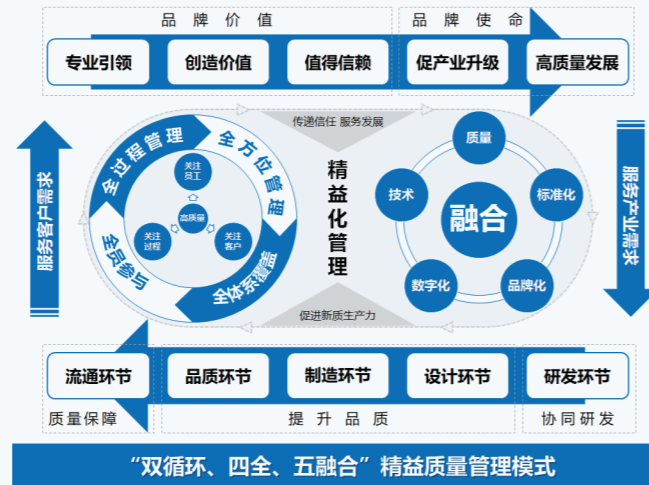 品牌价值
品牌使命
专业引领
创造价值
值得信赖
促产业升级
高质量发展
服务客户需求
全过程管理
全方位管理
全员参与
全体系覆盖
关注
员工
高质量
关注
过程
关注
客户
传递信任 服务发展
精益化管理
促进新质生产力
质量
技术
标准化
融合
数字化
品牌化
服务产业需求
流通环节
品质环节
制造环节
设计环节
研发环节
质量保障
提升品质
协同研发
“双循环、四全、五融合”精益质量管理模式